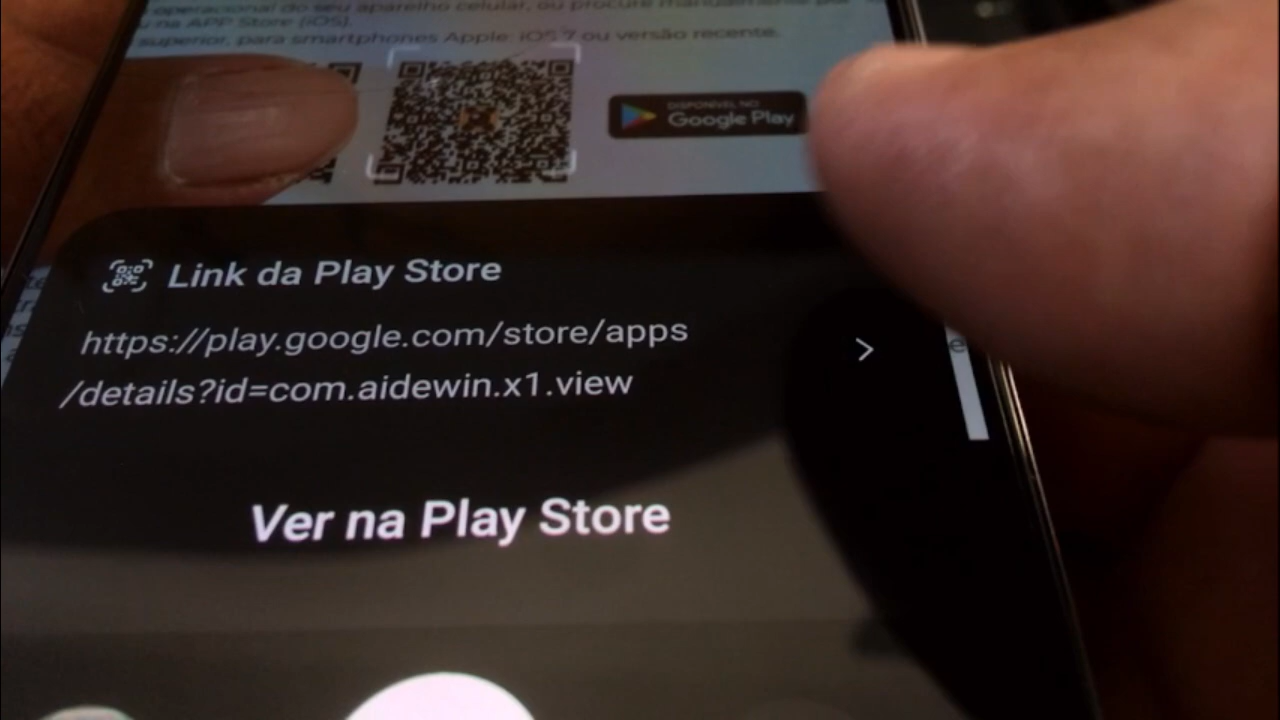 operacional do seu aparelho celular, ou procure manualmente
na APP Store (iOS).
superior, para smartphones Apple: iOS 7 ou versão recente.
DISPONÍVEL NO
Google Play
Link da Play Store
https://play.google.com/store/apps
/details?id=com.aidewin.x1.view
Ver na Play Store